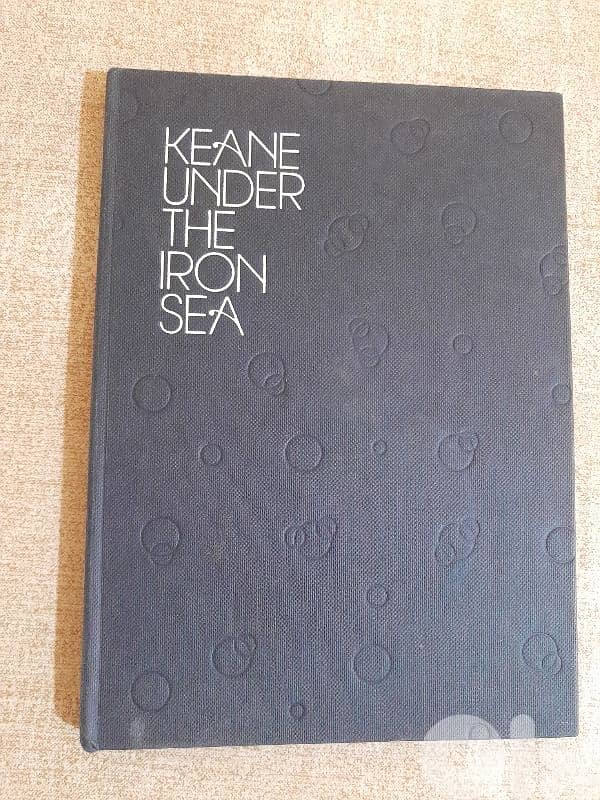 KEANE
UNDER
THE
IRON
SEA